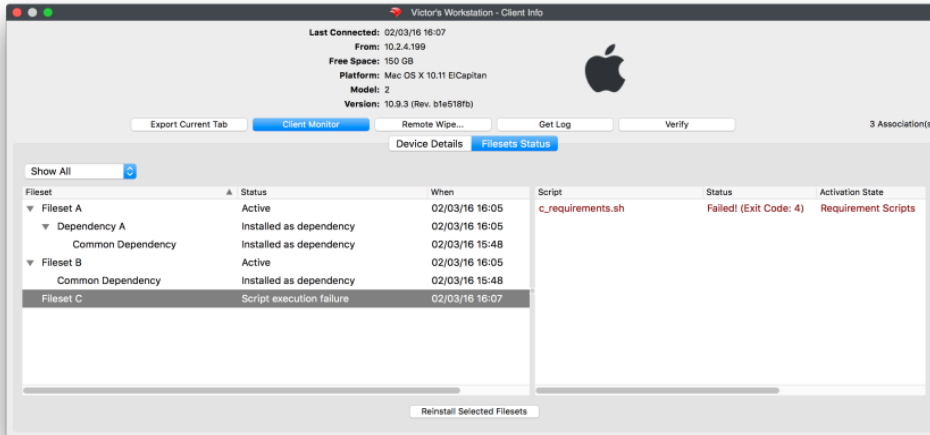 Victor's Workstation - Client Info
Last Connected: 02/03/16 16:07
From: 10.2.4.199
Free Space: 150 GB
Platform: Mac OS X 10.11 ElCapitan
Model: 2
Version: 10.9.3 (Rev. b1e518fb)
Export Current Tab Client Monitor Remote Wipe... Get Log Verify 3 Association(s
Device Details Filesets Status
Show All
Fileset Status When Script Status Activation State
Fileset A Active 02/03/16 16:05 c_requirements.sh Failed! (Exit Code: 4) Requirement Scripts
Dependency A Installed as dependency 02/03/16 16:05
Common Dependency Installed as dependency 02/03/16 15:48
Fileset B Active 02/03/16 16:05
Common Dependency Installed as dependency 02/03/16 15:48
Fileset C Script execution failure 02/03/16 16:07
Reinstall Selected Filesets